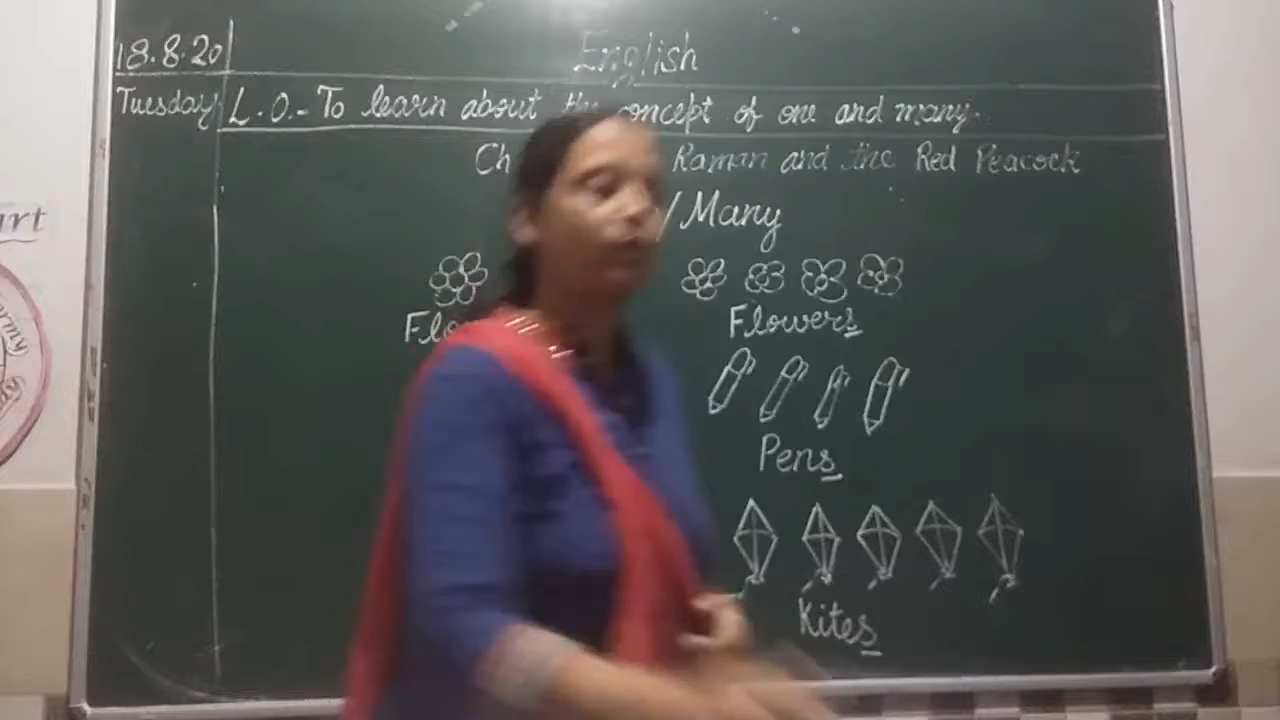 18.8.20 English
Tuesday L.O.- To learn about the concept of one and many.
Ch Raman and the Red Peacock
/Many
Flowers
Pens
Kites
art